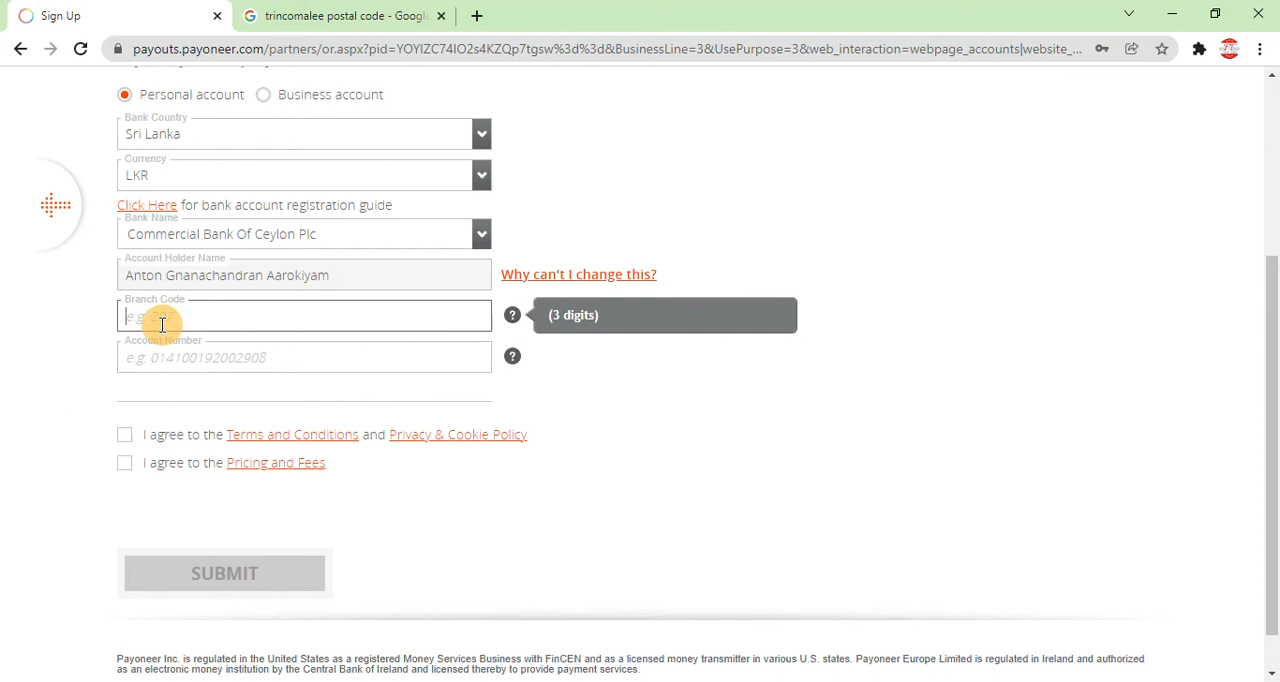 Sign Up
trincomalee postal code - Google
payouts.payoneer.com/partners/or.aspx?pid=YOYIZC74IO2s4KZQp7Tgsw%3d%3d&BusinessLine=3&UsePurpose=3&web_interaction=webpage_accounts|website_...
Personal account Business account
Bank Country
Sri Lanka
Currency
LKR
Click Here for bank account registration guide
Bank Name
Commercial Bank Of Ceylon Plc
Account Holder Name
Anton Gnanachandran Aarokiyam Why can't I change this?
Branch Code
e.g. ? (3 digits)
Account Number
e.g. 014100192002908 ?
I agree to the Terms and Conditions and Privacy & Cookie Policy
I agree to the Pricing and Fees
SUBMIT
Payoneer Inc. is regulated in the United States as a registered Money Services Business with FinCEN and as a licensed money transmitter in various U.S. states. Payoneer Europe Limited is regulated in Ireland and authorized
as an electronic money institution by the Central Bank of Ireland and licensed thereby to provide payment services.